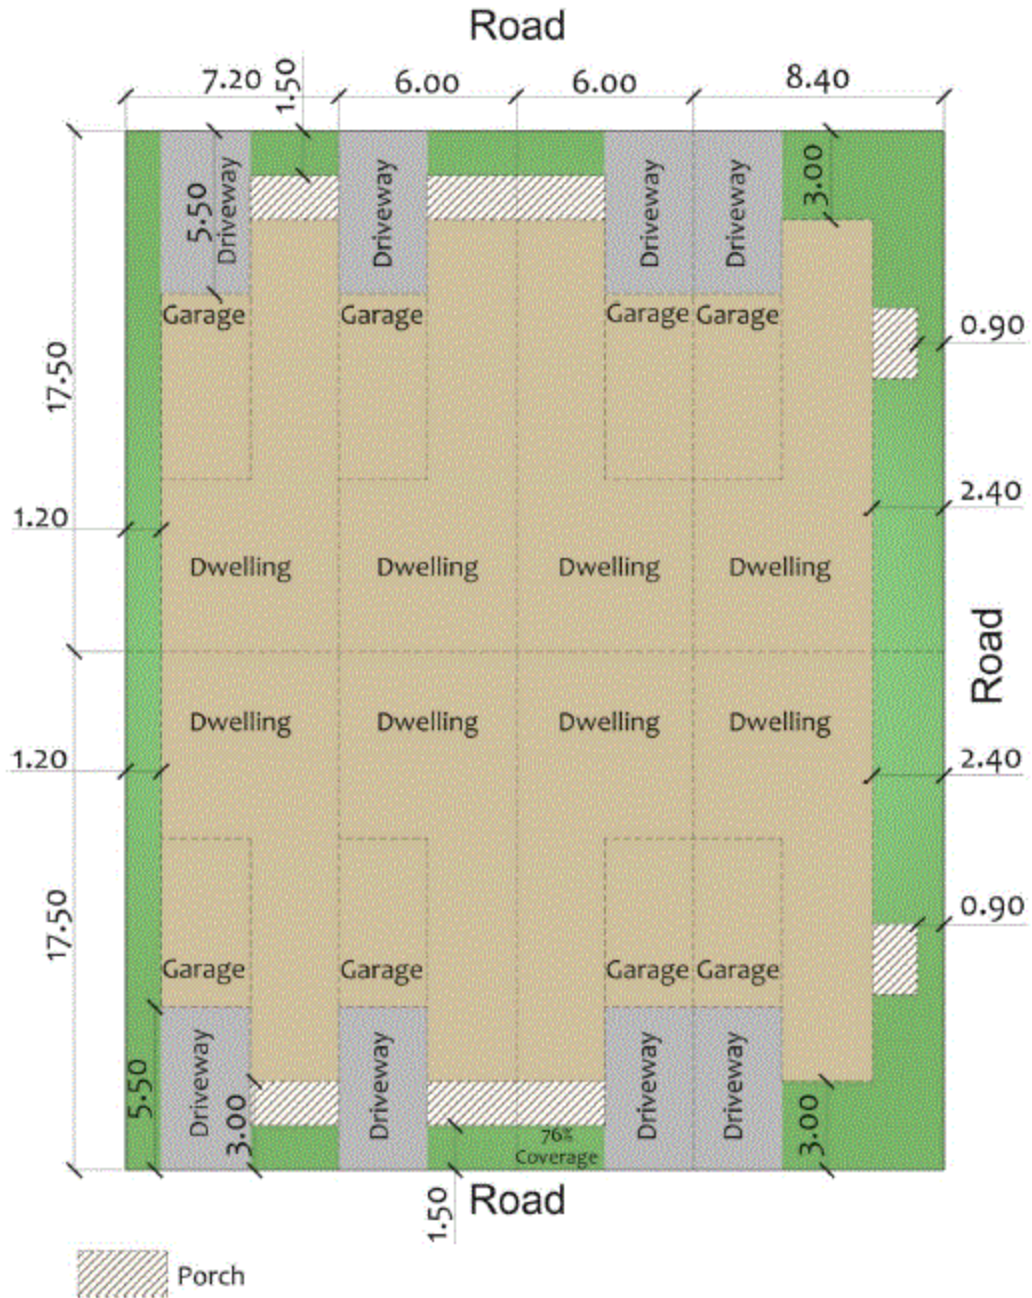 Road
7.20
1.50
6.00
6.00
8.40
5.50
Driveway
Driveway
Driveway
Driveway
3.00
Garage
Garage
Garage
Garage
0.90
17.50
2.40
1.20
Dwelling
Dwelling
Dwelling
Dwelling
Road
Dwelling
Dwelling
Dwelling
Dwelling
1.20
2.40
17.50
0.90
Garage
Garage
Garage
Garage
5.50
Driveway
3.00
Driveway
Driveway
Driveway
3.00
76%
Coverage
1.50
Road
Porch